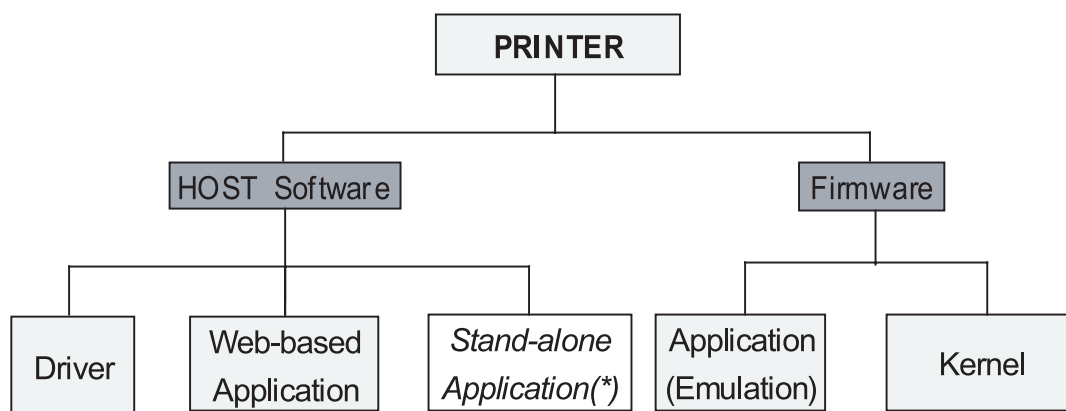 PRINTER
HOST Software
Firmware
Driver
Web-based
Application
Stand-alone
Application(*)
Application
(Emulation)
Kernel